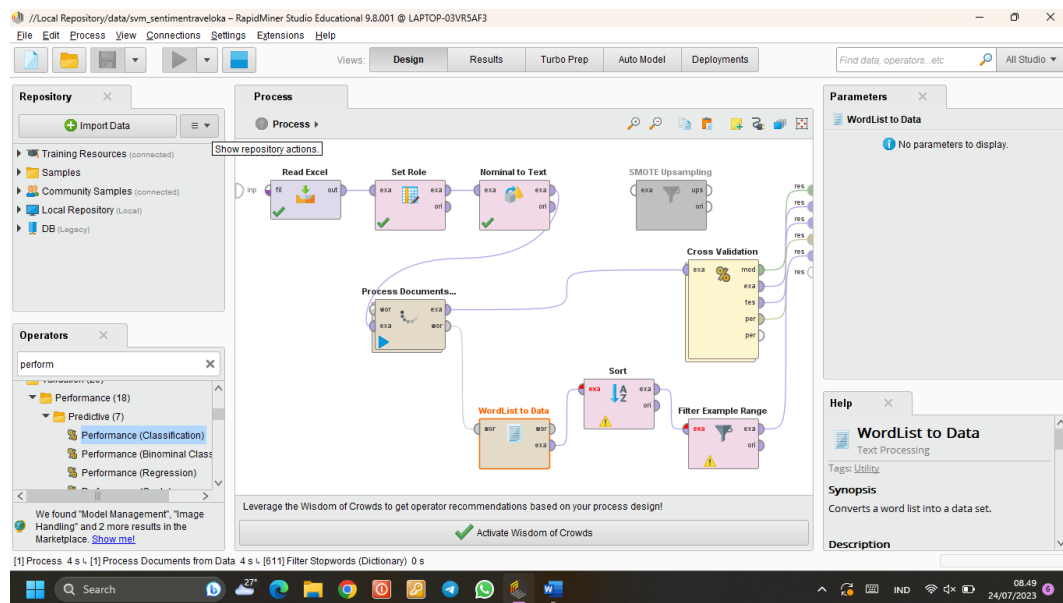 //Local Repository/data/svm_sentimentraveloka – RapidMiner Studio Educational 9.8.001 @ LAPTOP-03VR5AF3
File Edit Process View Connections Settings Extensions Help
Views: Design Results Turbo Prep Auto Model Deployments
Find data, operators...etc
All Studio
Repository
Import Data
Show repository actions.
Training Resources (connected)
Samples
Community Samples (connected)
Local Repository (Local)
DB (Legacy)
Operators
perform
Performance (18)
Predictive (7)
Performance (Classification)
Performance (Binominal Class
Performance (Regression)
We found "Model Management", "Image
Handling" and 2 more results in the
Marketplace. Show me!
Process
Process
inp
Read Excel
fil out
Set Role
exa exa
ori
Nominal to Text
exa exa
ori
SMOTE Upsampling
exa ups
ori
Cross Validation
exa mod
exa
tes
per
per
res
res
res
res
res
res
Process Documents...
wor exa
exa wor
WordList to Data
wor wor
exa
Sort
exa exa
ori
Filter Example Range
exa exa
ori
Leverage the Wisdom of Crowds to get operator recommendations based on your process design!
Activate Wisdom of Crowds
Parameters
WordList to Data
No parameters to display.
Help
WordList to Data
Text Processing
Tags: Utility
Synopsis
Converts a word list into a data set.
Description
[1] Process 4 s ↳ [1] Process Documents from Data 4 s ↳ [611] Filter Stopwords (Dictionary) 0 s
Search
27°
IND
08.49
24/07/2023
6